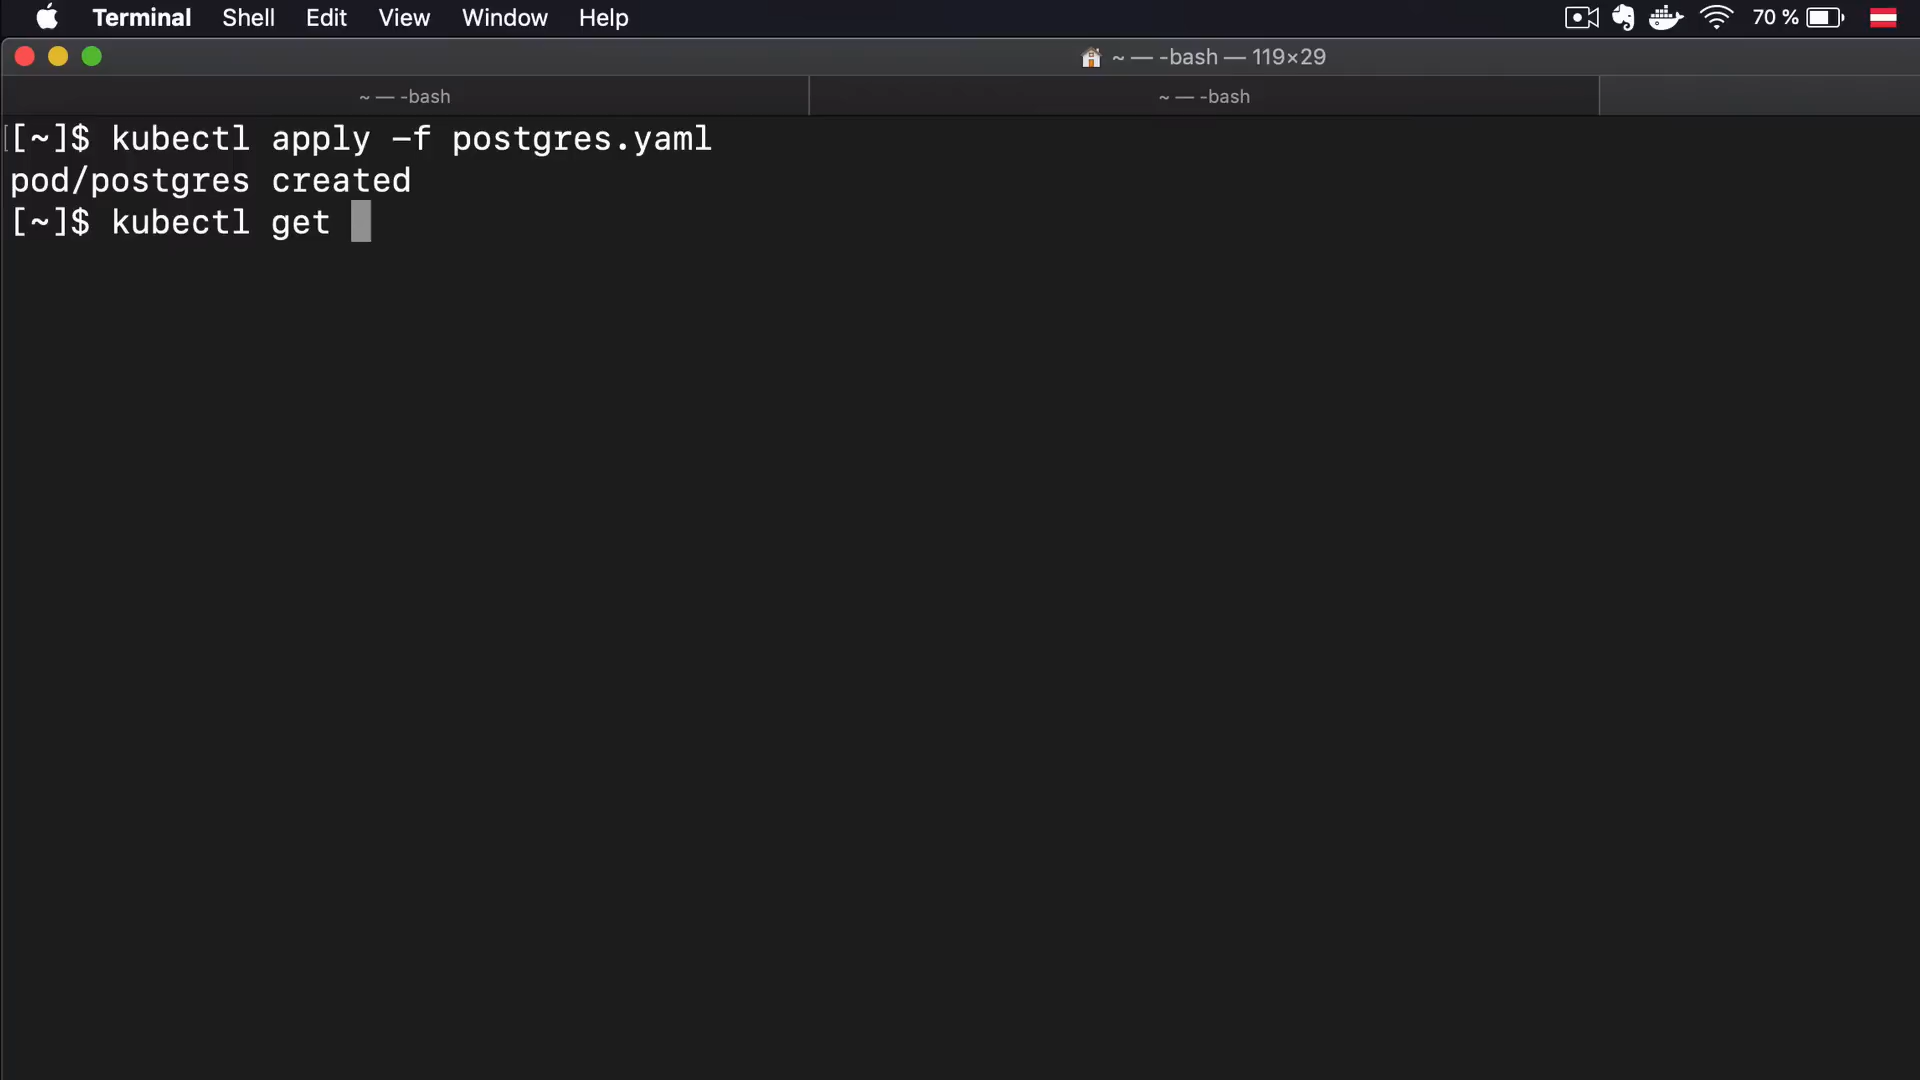 Terminal Shell Edit View Window Help 70 %
~ — -bash — 119×29
~ — -bash ~ — -bash
[~]$ kubectl apply -f postgres.yaml
pod/postgres created
[~]$ kubectl get